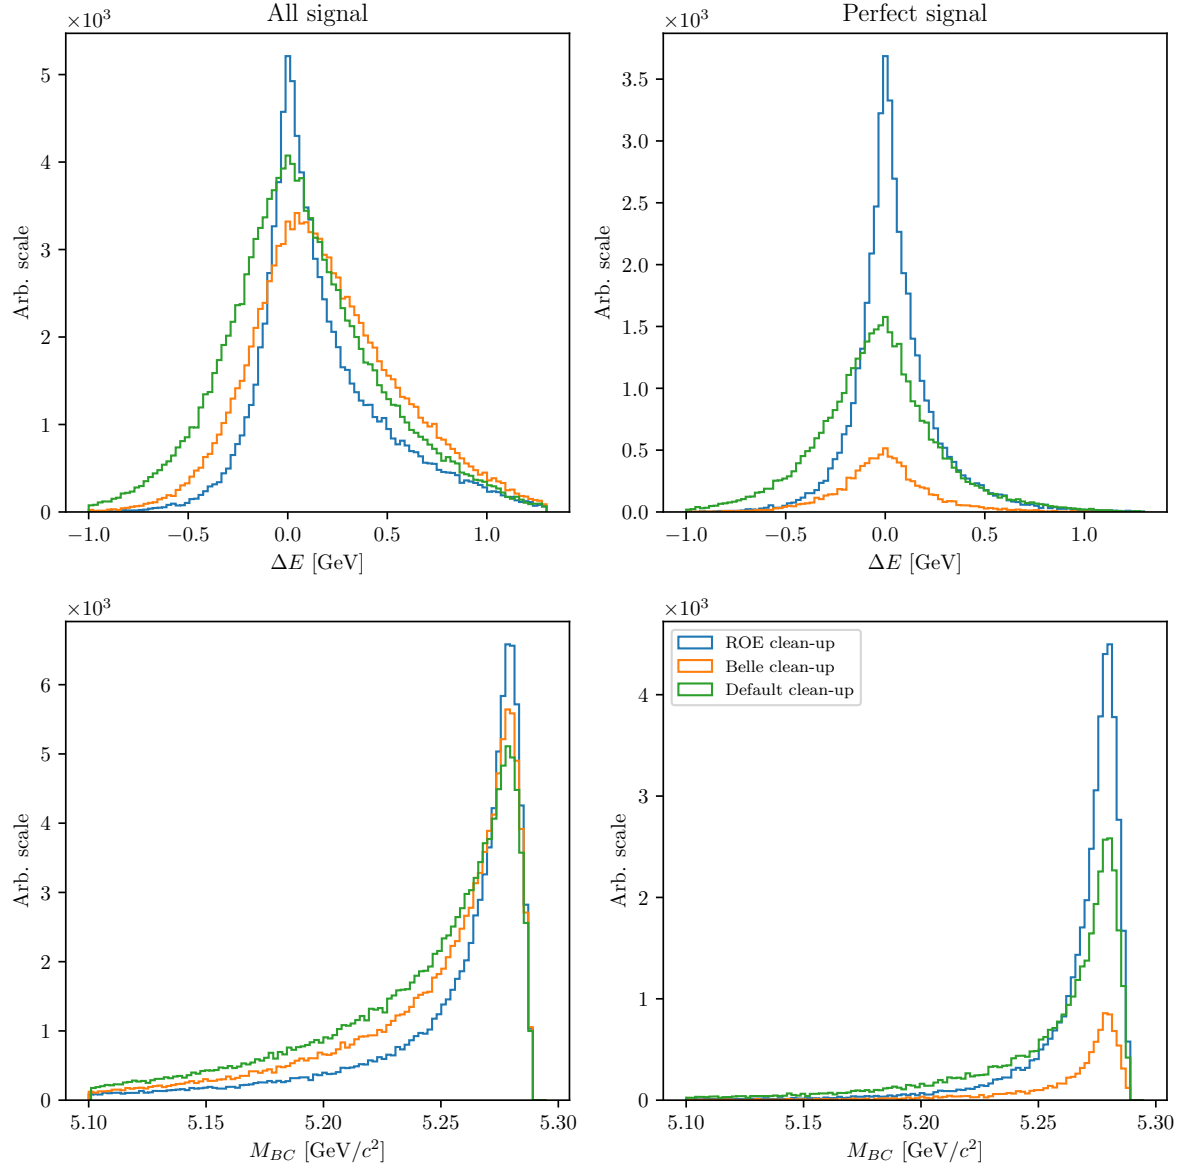 All signal
×10³
5
4
3
2
1
0
Arb. scale
−1.0 −0.5 0.0 0.5 1.0
ΔE [GeV]
Perfect signal
×10³
3.5
3.0
2.5
2.0
1.5
1.0
0.5
0.0
Arb. scale
−1.0 −0.5 0.0 0.5 1.0
ΔE [GeV]
×10³
6
5
4
3
2
1
0
Arb. scale
5.10 5.15 5.20 5.25 5.30
M_{BC} [GeV/c²]
×10³
ROE clean-up
Belle clean-up
Default clean-up
4
3
2
1
0
Arb. scale
5.10 5.15 5.20 5.25 5.30
M_{BC} [GeV/c²]